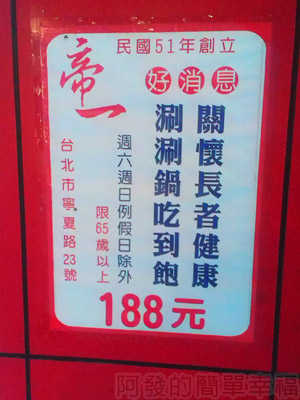 民國51年創立
帝一
好消息
關懷長者健康
涮涮鍋吃到飽
週六週日例假日除外
限65歲以上
台北市寧夏路23號
188元
阿發的簡單幸福